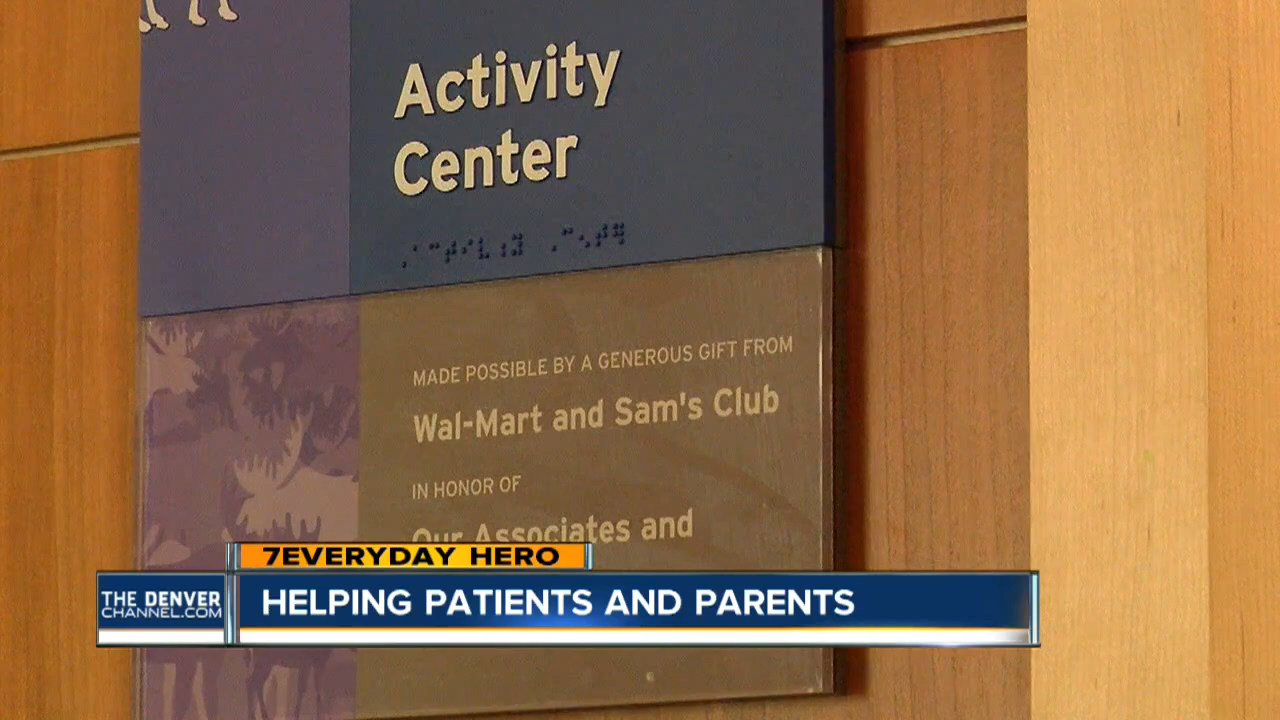 Activity
Center
MADE POSSIBLE BY A GENEROUS GIFT FROM
Wal-Mart and Sam's Club
IN HONOR OF
Our Associates and
7EVERYDAY HERO
THE DENVER
CHANNEL.COM
HELPING PATIENTS AND PARENTS